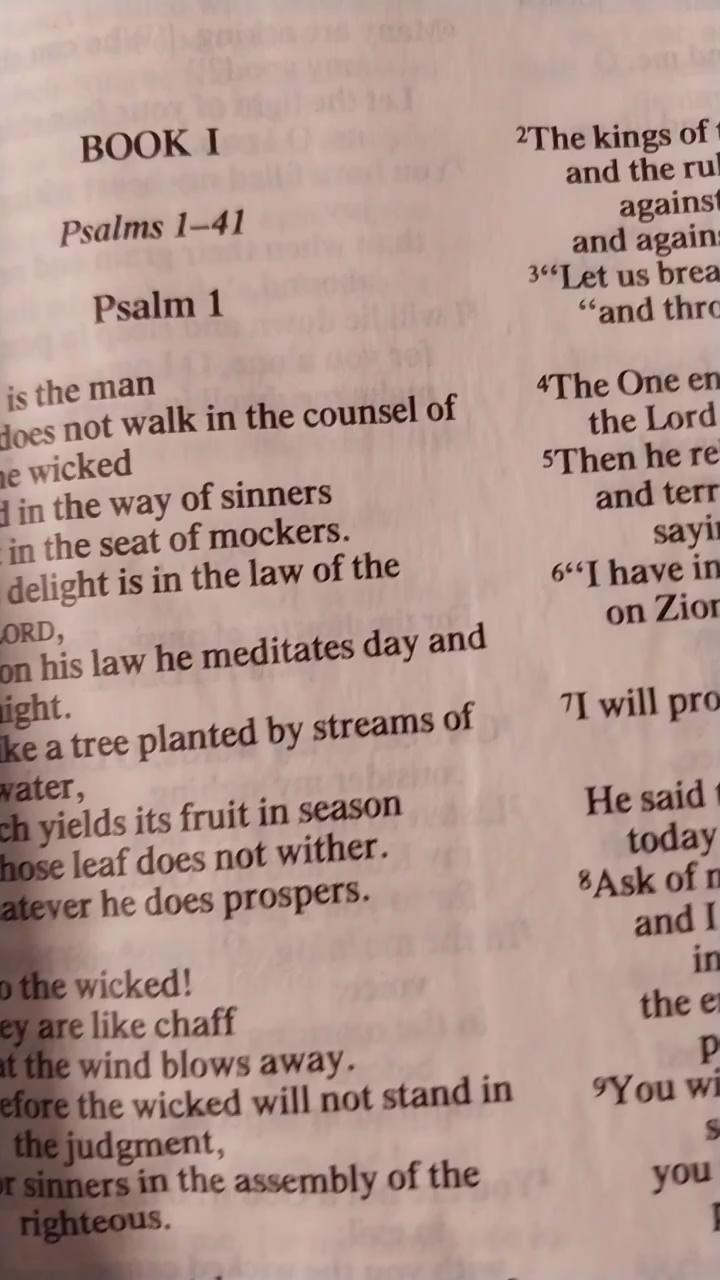 BOOK I
Psalms 1–41
Psalm 1
is the man
does not walk in the counsel of
wicked
in the way of sinners
in the seat of mockers.
delight is in the law of the
ORD,
on his law he meditates day and
ight.
ke a tree planted by streams of
water,
ch yields its fruit in season
hose leaf does not wither.
atever he does prospers.
the wicked!
ey are like chaff
at the wind blows away.
efore the wicked will not stand in
the judgment,
r sinners in the assembly of the
righteous.
2The kings of
and the rul
against
and again
3“Let us brea
“and thro
4The One en
the Lord
5Then he re
and terr
sayi
6“I have in
on Zion
7I will pro
He said
today
8Ask of
and I
in
the e
p
9You wi
s
you